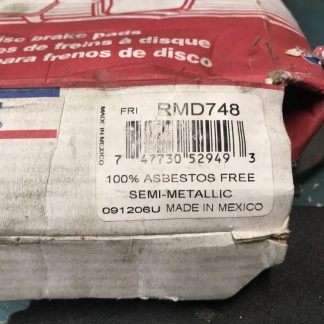 disc brake pads
es de freins à disque
para frenos de disco
MADE IN MEXICO
FRI RMD748
7 47730 52949 3
100% ASBESTOS FREE
SEMI-METALLIC
091206U MADE IN MEXICO